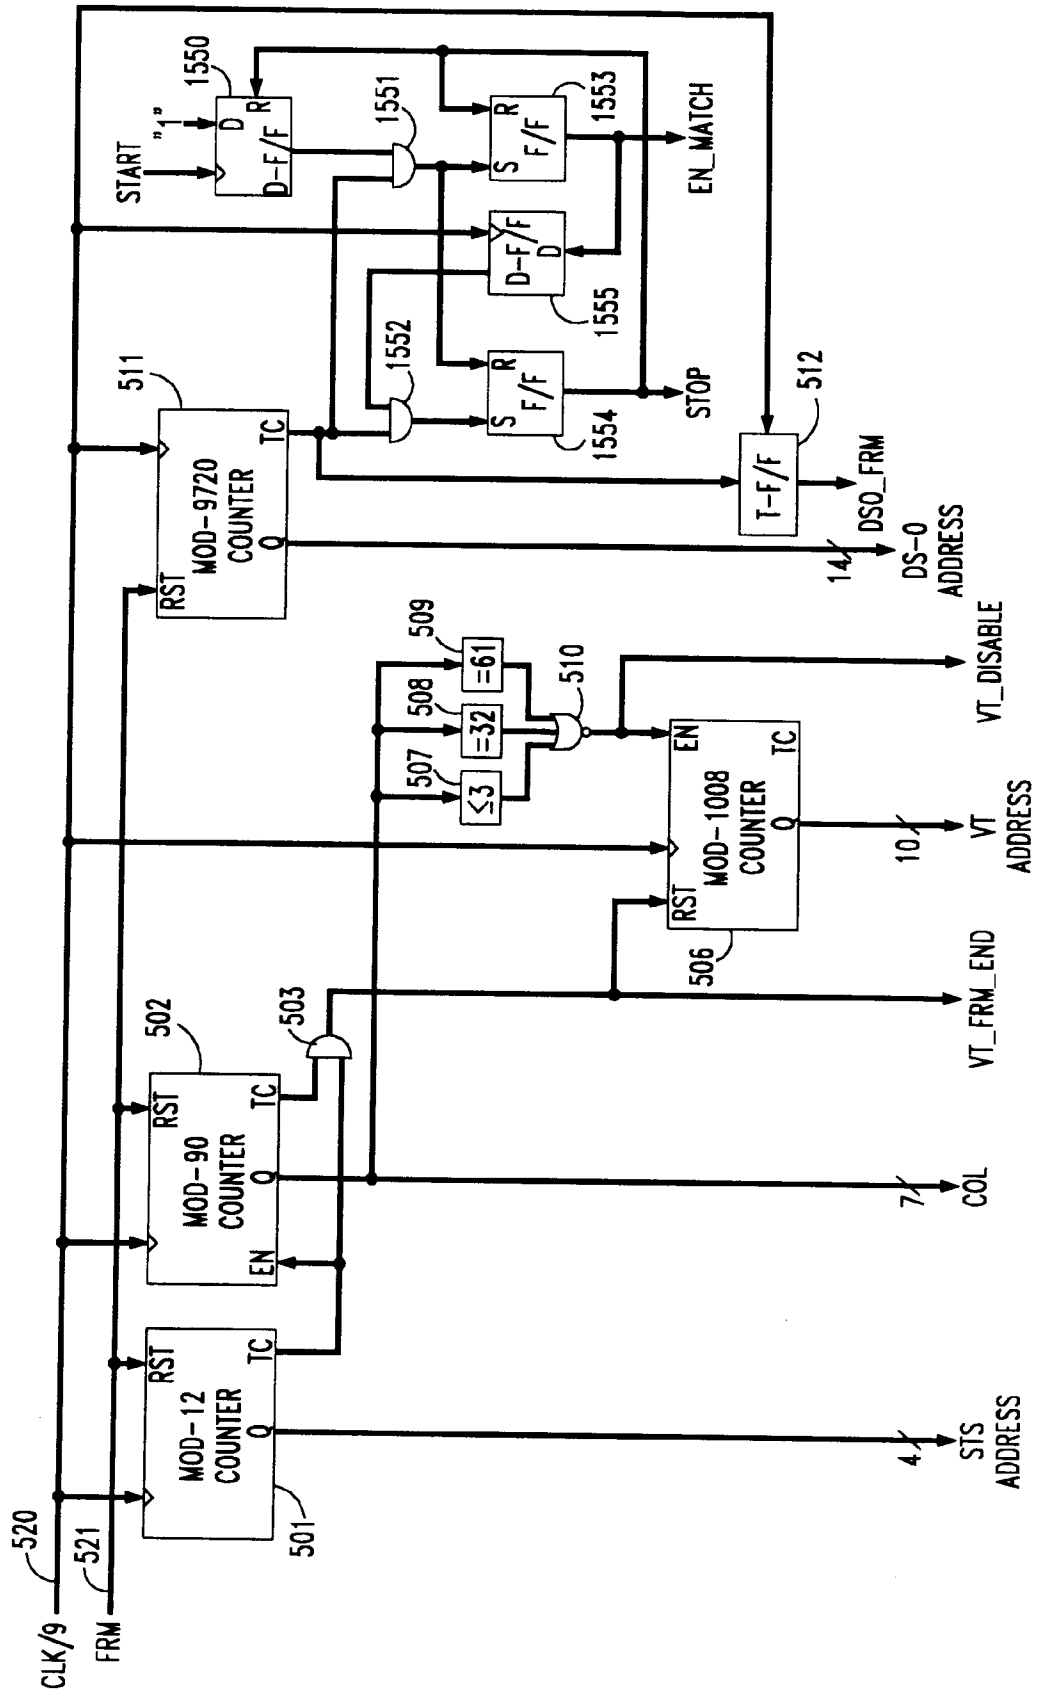 CLK/9
520
FRM
521
MOD-12
COUNTER
RST
Q
TC
501
MOD-90
COUNTER
RST
EN
Q
TC
502
503
MOD-9720
COUNTER
RST
Q
TC
511
START
"1"
D
R
D-F/F
1550
1551
1552
S
R
F/F
1553
D-F/F
D
1555
S
R
F/F
1554
T-F/F
512
≤3
507
=32
508
=61
509
510
MOD-1008
COUNTER
RST
EN
Q
TC
506
4
STS
ADDRESS
7
COL
VT_FRM_END
10
VT
ADDRESS
VT_DISABLE
14
DS-0
ADDRESS
DSO_FRM
STOP
EN_MATCH